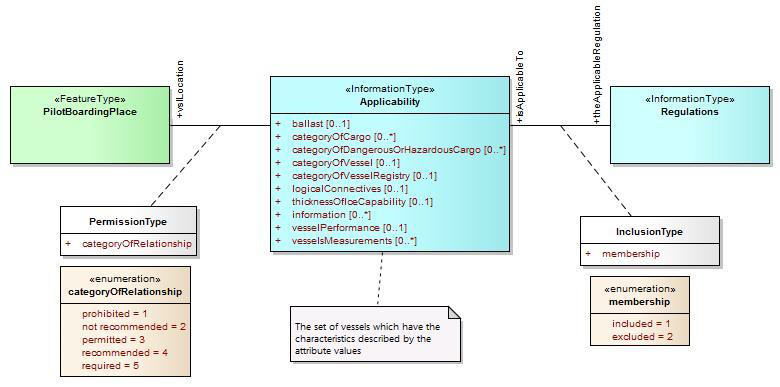 «FeatureType»
PilotBoardingPlace
+vslLocation
«InformationType»
Applicability
+ ballast [0..1]
+ categoryOfCargo [0..*]
+ categoryOfDangerousOrHazardousCargo [0..*]
+ categoryOfVessel [0..1]
+ categoryOfVesselRegistry [0..1]
+ logicalConnectives [0..1]
+ thicknessOfIceCapability [0..1]
+ information [0..*]
+ vesselPerformance [0..1]
+ vesselsMeasurements [0..*]
+isApplicableTo
+theApplicableRegulation
«InformationType»
Regulations
PermissionType
+ categoryOfRelationship
«enumeration»
categoryOfRelationship
prohibited = 1
not recommended = 2
permitted = 3
recommended = 4
required = 5
The set of vessels which have the
characteristics described by the
attribute values
InclusionType
+ membership
«enumeration»
membership
included = 1
excluded = 2